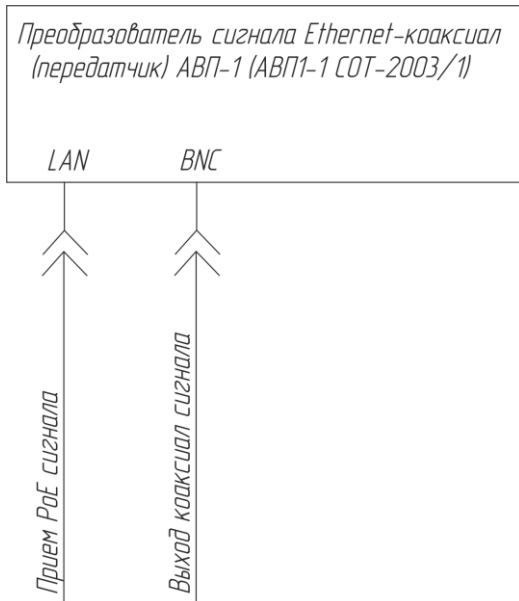 Преобразователь сигнала Ethernet-коаксиал
(передатчик) АВП-1 (АВП1-1 СОТ-2003/1)
LAN
BNC
Прием PoE сигнала
Выход коаксиал сигнала